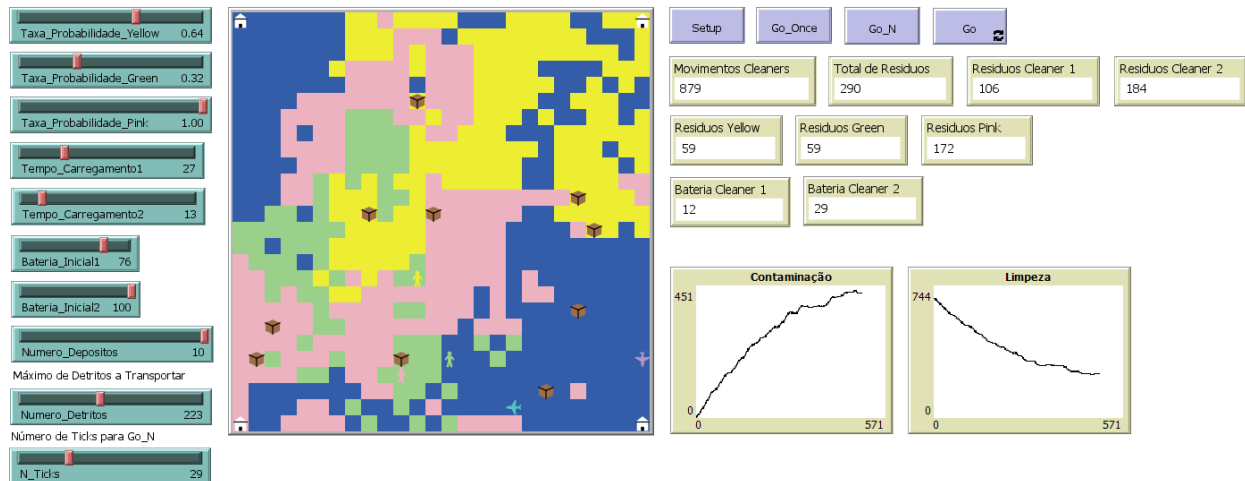 Taxa_Probabilidade_Yellow 0.64
Taxa_Probabilidade_Green 0.32
Taxa_Probabilidade_Pink 1.00
Tempo_Carregamento1 27
Tempo_Carregamento2 13
Bateria_Inicial1 76
Bateria_Inicial2 100
Numero_Depositos 10
Máximo de Detritos a Transportar
Numero_Detritos 223
Número de Ticks para Go_N
N_Ticks 29
Setup
Go_Once
Go_N
Go
Movimentos Cleaners
879
Total de Residuos
290
Residuos Cleaner 1
106
Residuos Cleaner 2
184
Residuos Yellow
59
Residuos Green
59
Residuos Pink
172
Bateria Cleaner 1
12
Bateria Cleaner 2
29
Contaminação
451
0
0 571
Limpeza
744
0
0 571